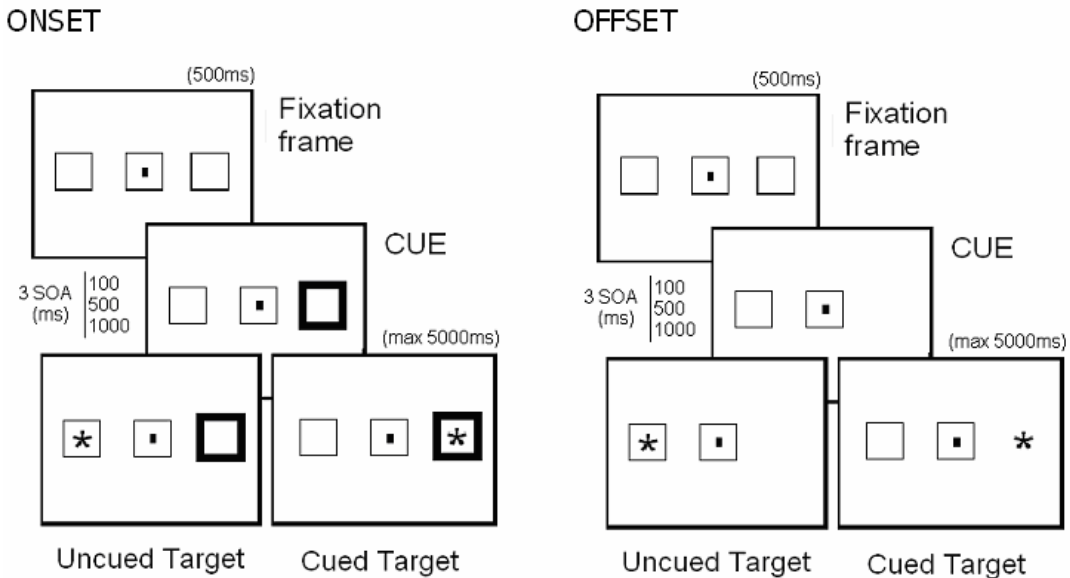 ONSET
(500ms)
Fixation
frame
CUE
3 SOA
(ms)
100
500
1000
(max 5000ms)
*
*
Uncued Target
Cued Target
OFFSET
(500ms)
Fixation
frame
CUE
3 SOA
(ms)
100
500
1000
(max 5000ms)
*
*
Uncued Target
Cued Target